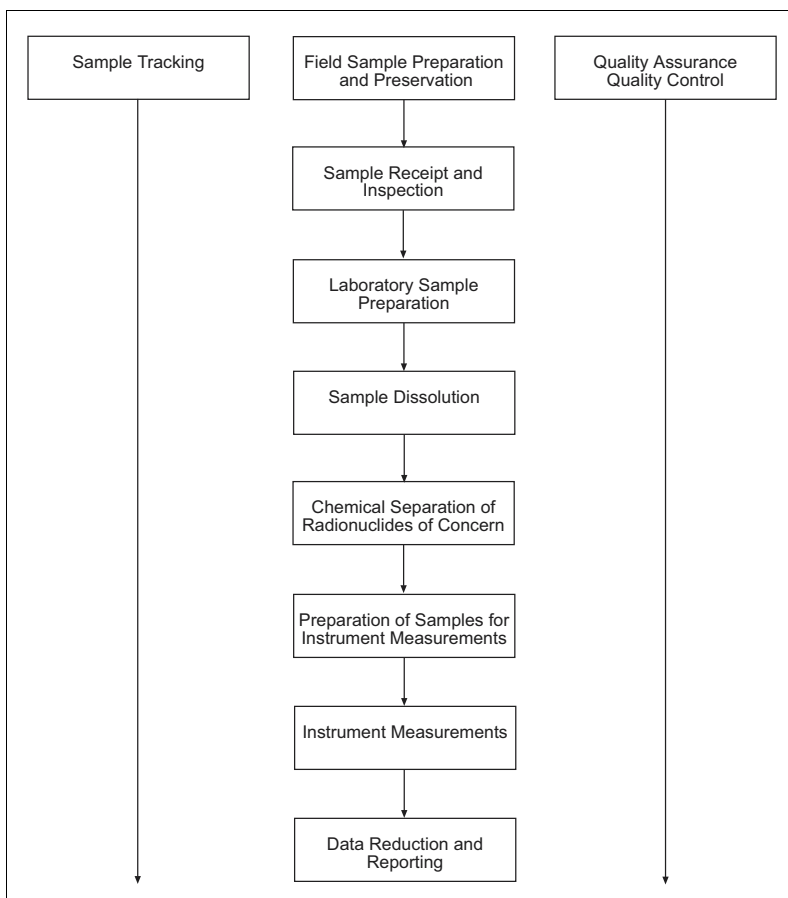 Sample Tracking
Field Sample Preparation
and Preservation
Quality Assurance
Quality Control
Sample Receipt and
Inspection
Laboratory Sample
Preparation
Sample Dissolution
Chemical Separation of
Radionuclides of Concern
Preparation of Samples for
Instrument Measurements
Instrument Measurements
Data Reduction and
Reporting